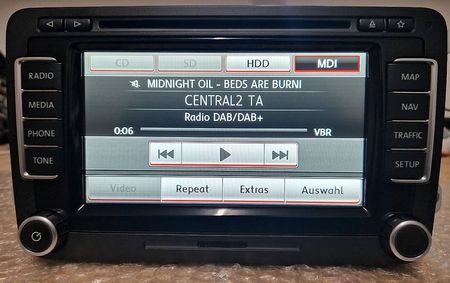 RADIO
MEDIA
PHONE
TONE
CD SD HDD MDI
MIDNIGHT OIL - BEDS ARE BURNI
CENTRAL2 TA
Radio DAB/DAB+
0:06 VBR
Video Repeat Extras Auswahl
MAP
NAV
TRAFFIC
SETUP